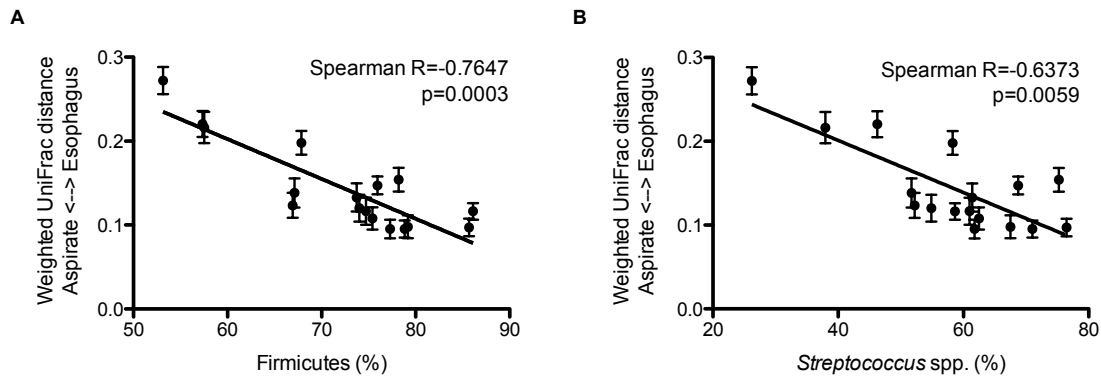 A
Weighted UniFrac distance
Aspirate <--> Esophagus
0.3
0.2
0.1
0.0
Spearman R=-0.7647
p=0.0003
50
60
70
80
90
Firmicutes (%)
B
Weighted UniFrac distance
Aspirate <--> Esophagus
0.3
0.2
0.1
0.0
Spearman R=-0.6373
p=0.0059
20
40
60
80
Streptococcus spp. (%)